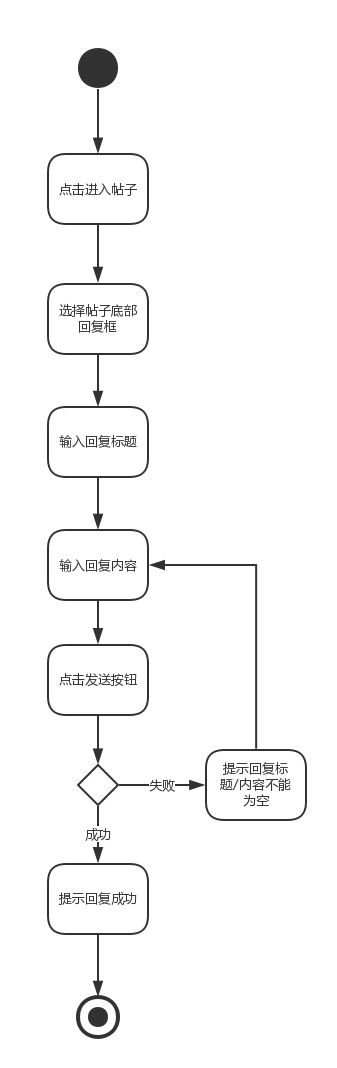 点击进入帖子
选择帖子底部
回复框
输入回复标题
输入回复内容
点击发送按钮
失败
提示回复标
题/内容不能
为空
成功
提示回复成功